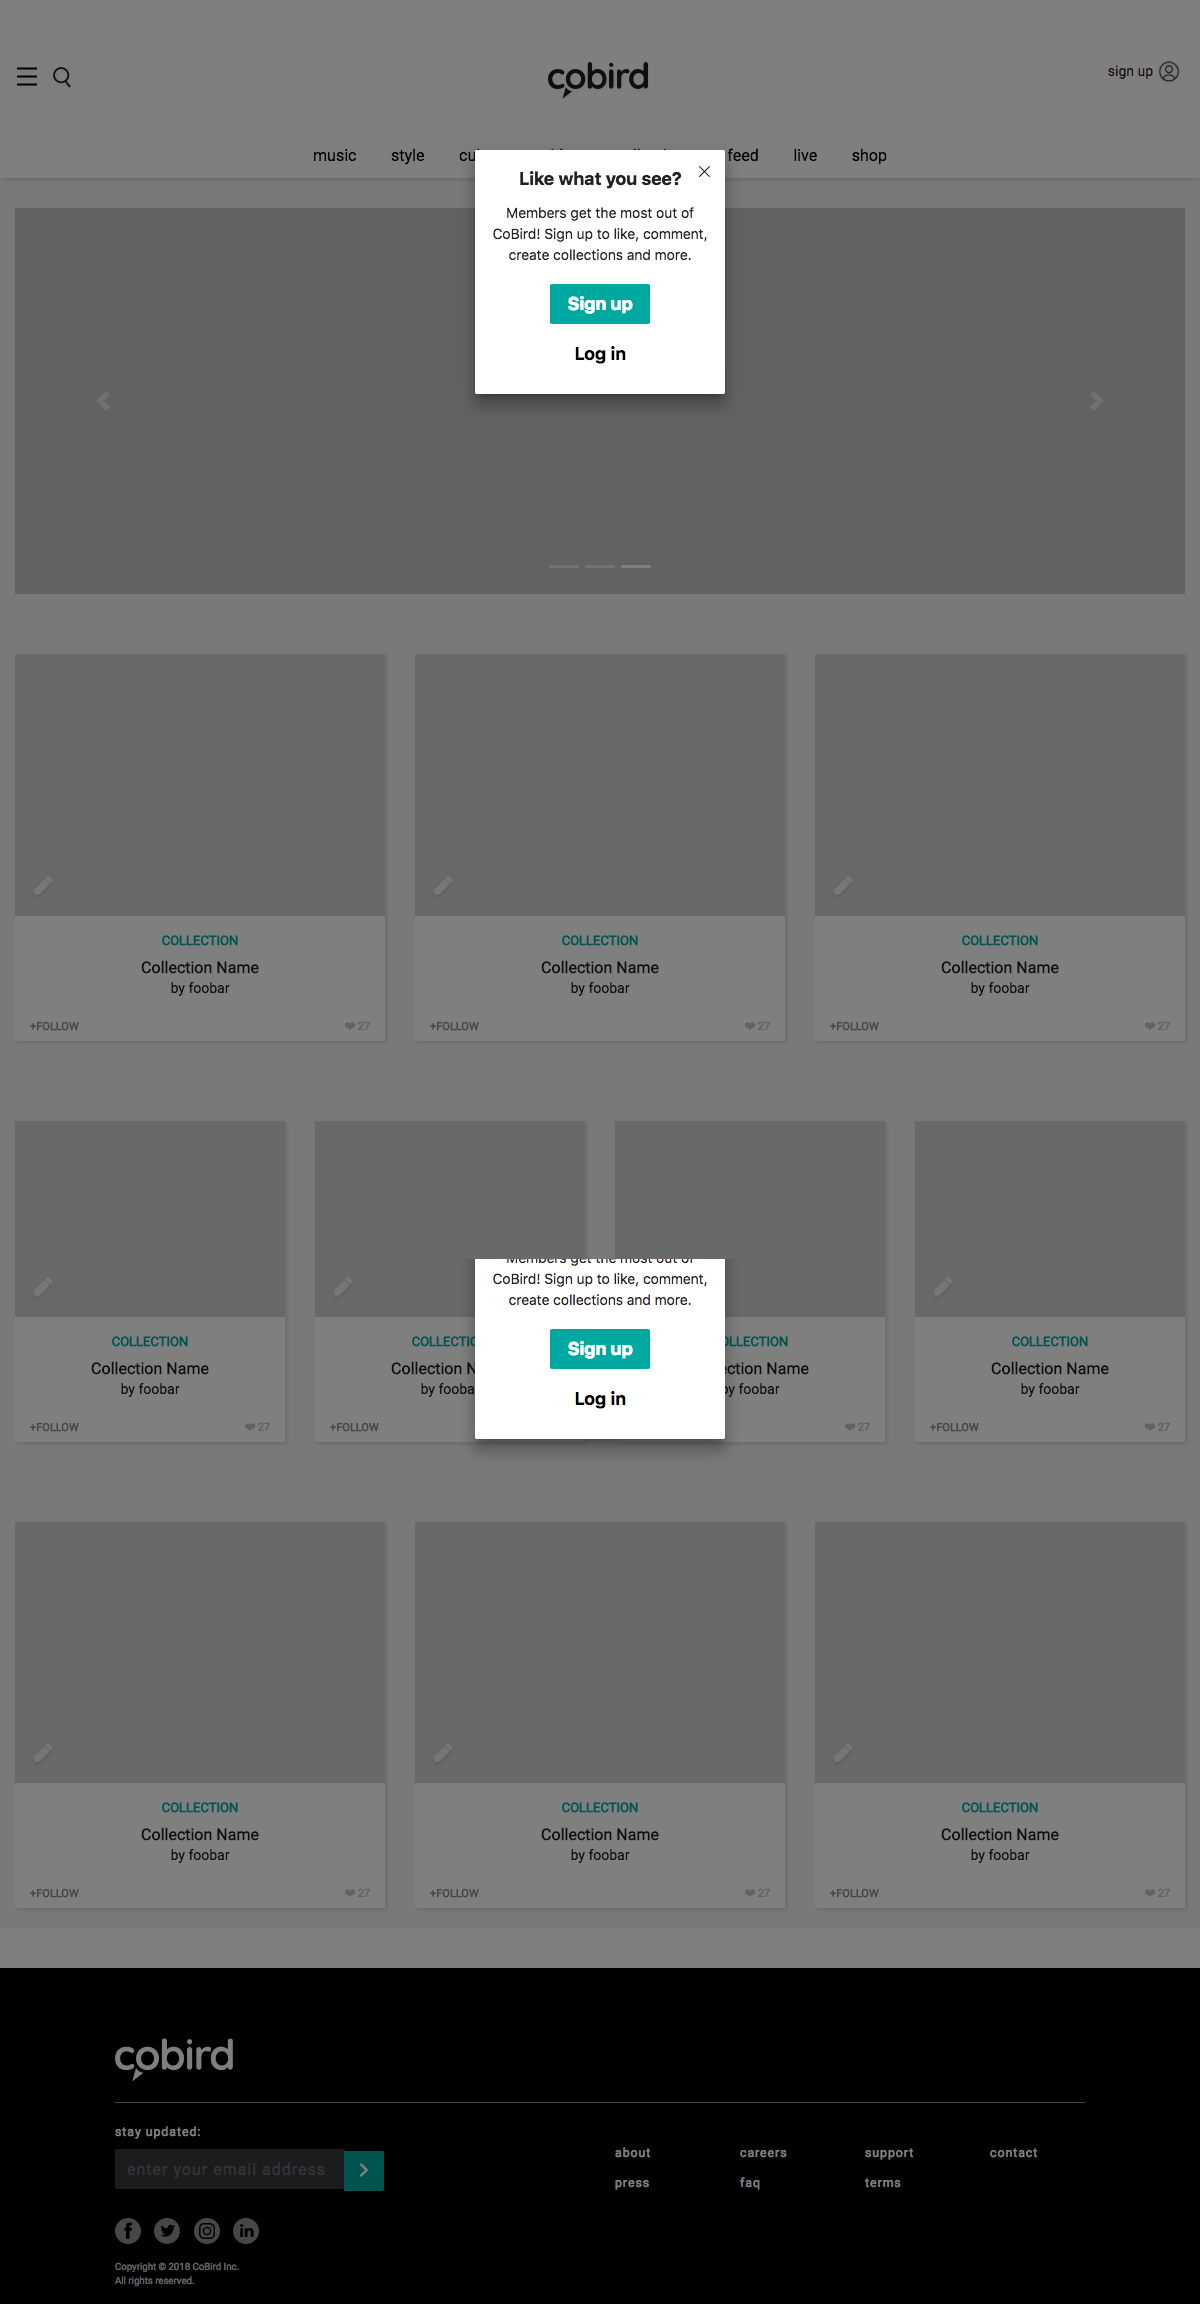 cobird
sign up
music style feed live shop
Like what you see?
Members get the most out of
CoBird! Sign up to like, comment,
create collections and more.
Sign up
Log in
COLLECTION
Collection Name
by foobar
+FOLLOW 27
COLLECTION
Collection Name
by foobar
+FOLLOW 27
COLLECTION
Collection Name
by foobar
+FOLLOW 27
Members get the most out of
CoBird! Sign up to like, comment,
create collections and more.
Sign up
Log in
COLLECTION
Collection Name
by foobar
+FOLLOW 27
COLLECTION
Collection N
by fooba
+FOLLOW
OLLECTION
ection Name
by foobar
27
COLLECTION
Collection Name
by foobar
+FOLLOW 27
COLLECTION
Collection Name
by foobar
+FOLLOW 27
COLLECTION
Collection Name
by foobar
+FOLLOW 27
COLLECTION
Collection Name
by foobar
+FOLLOW 27
cobird
stay updated:
enter your email address
about careers support contact
press faq terms
Copyright © 2018 CoBird Inc.
All rights reserved.